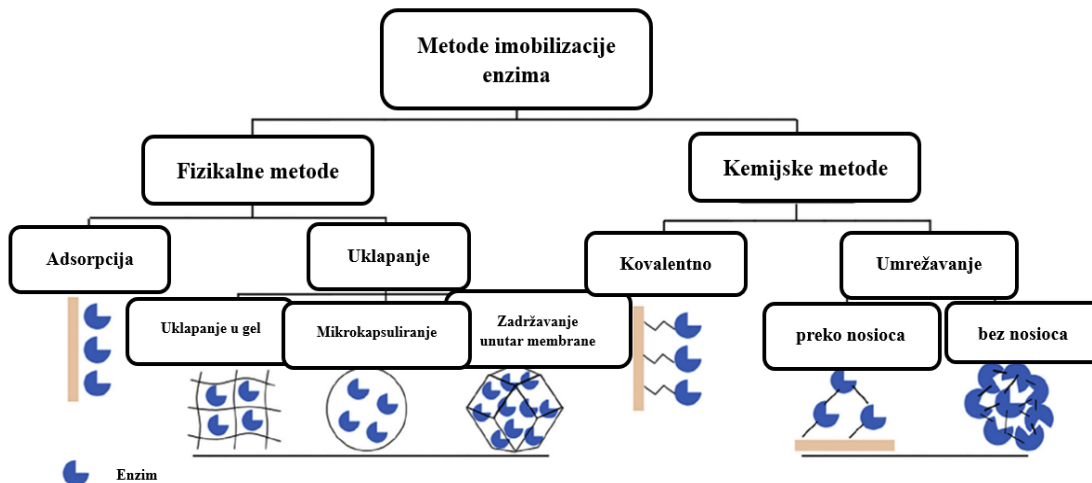 Metode imobilizacije
enzima
Fizikalne metode
Kemijske metode
Adsorpcija
Uklapanje
Kovalentno
Umrežavanje
Uklapanje u gel
Mikrokapsuliranje
Zadržavanje
unutar membrane
preko nosioca
bez nosioca
Enzim